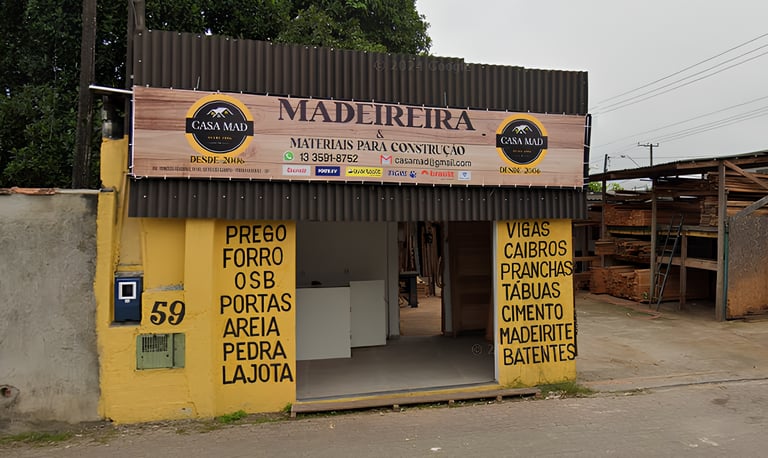 CASA MAD
DESDE 2006
MADEIREIRA
&
MATERIAIS PARA CONSTRUÇÃO
13 3591-8752
casamad@gmail.com
CASA MAD
DESDE 2006
PREGO
FORRO
OSB
PORTAS
AREIA
PEDRA
LAJOTA
59
VIGAS
CAIBROS
PRANCHAS
TÁBUAS
CIMENTO
MADEIRITE
BATENTES